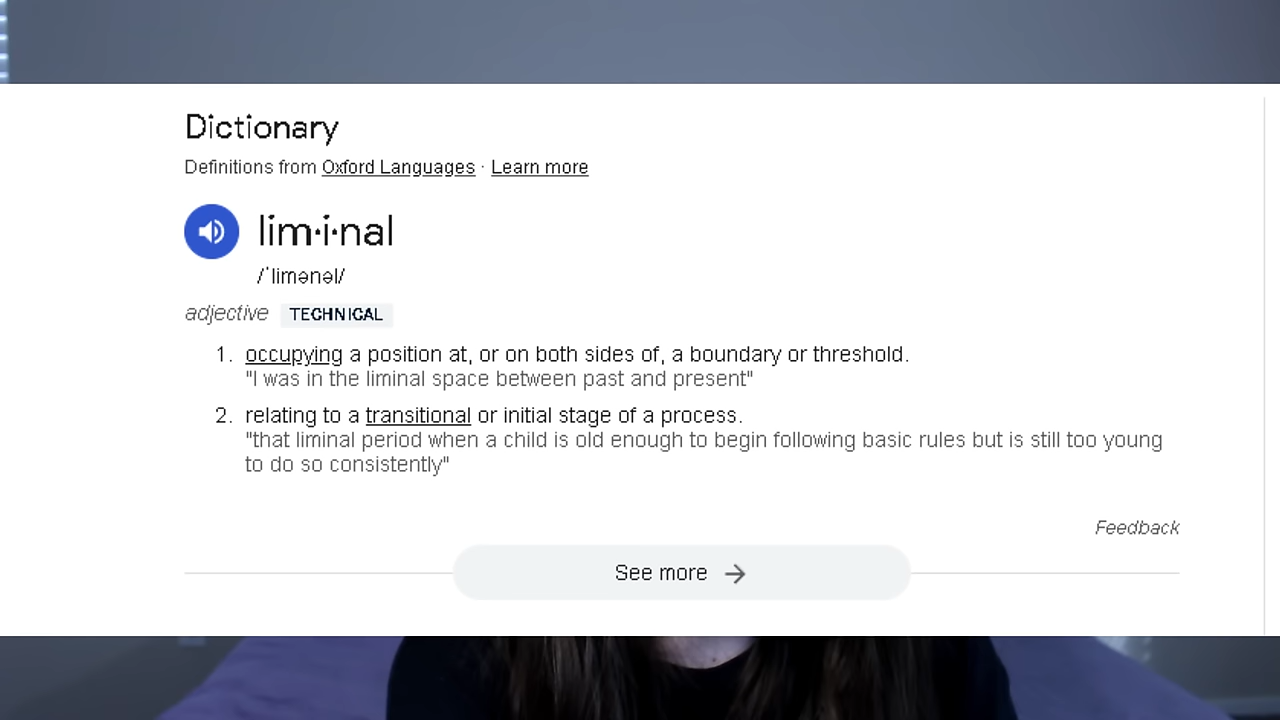 Dictionary
Definitions from Oxford Languages · Learn more
lim·i·nal
/ˈlimənəl/
adjective TECHNICAL
1. occupying a position at, or on both sides of, a boundary or threshold.
"I was in the liminal space between past and present"
2. relating to a transitional or initial stage of a process.
"that liminal period when a child is old enough to begin following basic rules but is still too young
to do so consistently"
Feedback
See more →